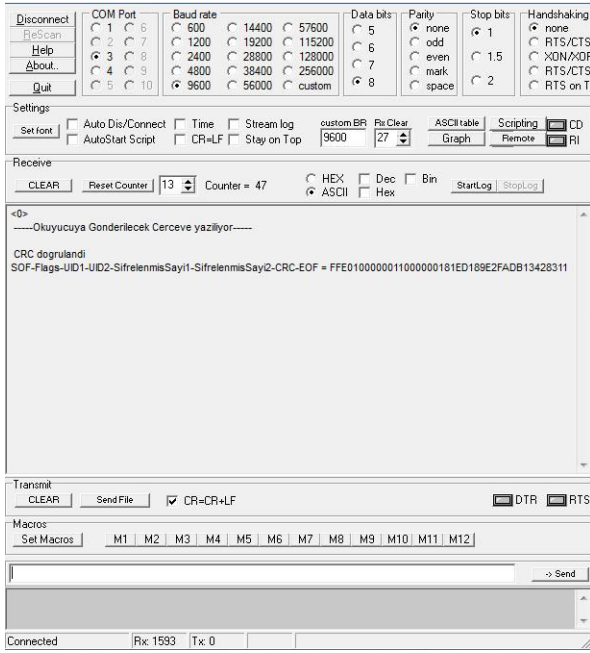 Disconnect
ReScan
Help
About..
Quit
COM Port
1 6
2 7
3 8
4 9
5 10
Baud rate
600 14400 57600
1200 19200 115200
2400 28800 128000
4800 38400 256000
9600 56000 custom
Data bits
5
6
7
8
Parity
none
odd
even
mark
space
Stop bits
1
1.5
2
Handshaking
none
RTS/CTS
XON/XOF
RTS/CTS
RTS on T
Settings
Set font
Auto Dis/Connect Time Stream log
AutoStart Script CR=LF Stay on Top
custom BR Rx Clear
9600 27
ASCII table Scripting CD
Graph Remote RI
Receive
CLEAR Reset Counter 13 Counter = 47
HEX Dec Bin
ASCII Hex
StartLog StopLog
<0>
-----Okuyucuya Gonderilecek Cerceve yaziliyor-----
CRC dogrulandi
SOF-Flags-UID1-UID2-SifrelenmisSayi1-SifrelenmisSayi2-CRC-EOF = FFE0100000011000000181ED189E2FADB13428311
Transmit
CLEAR Send File CR=CR+LF DTR RTS
Macros
Set Macros M1 M2 M3 M4 M5 M6 M7 M8 M9 M10 M11 M12
-> Send
Connected Rx: 1593 Tx: 0